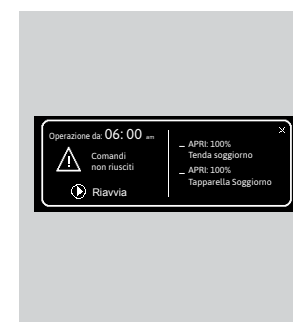 Operazione da: 06:00 am
Comandi
non riusciti
Riavvia
– APRI: 100%
Tenda soggiorno
– APRI: 100%
Tapparella Soggiorno